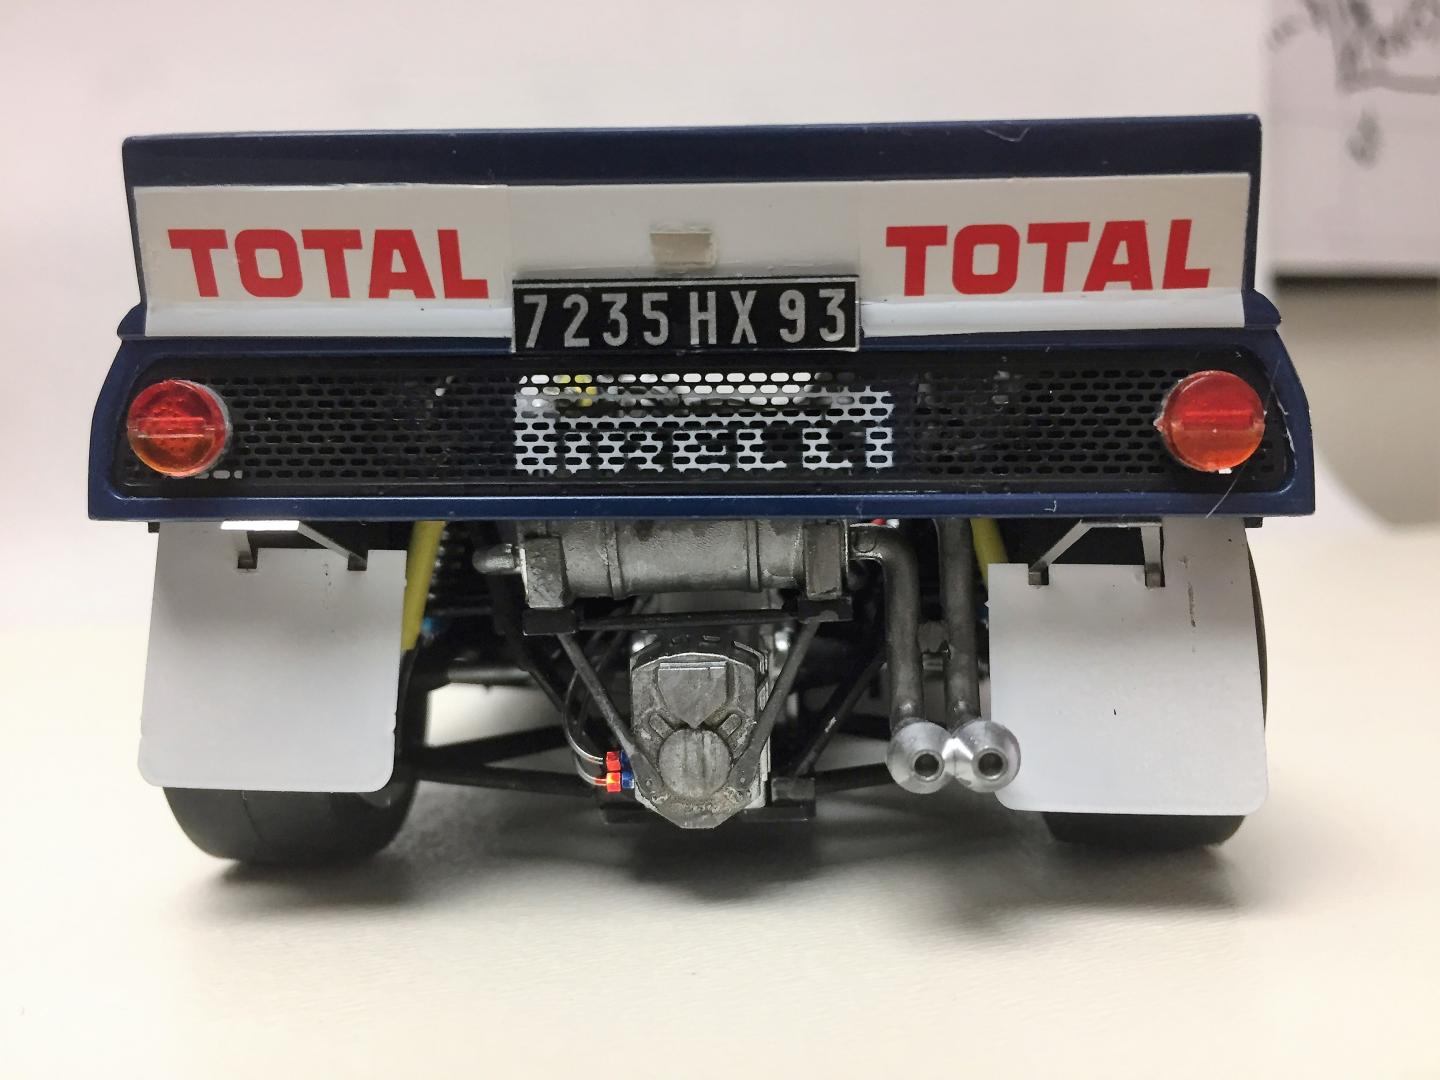 TOTAL
TOTAL
7235 HX 93
PIRELLI